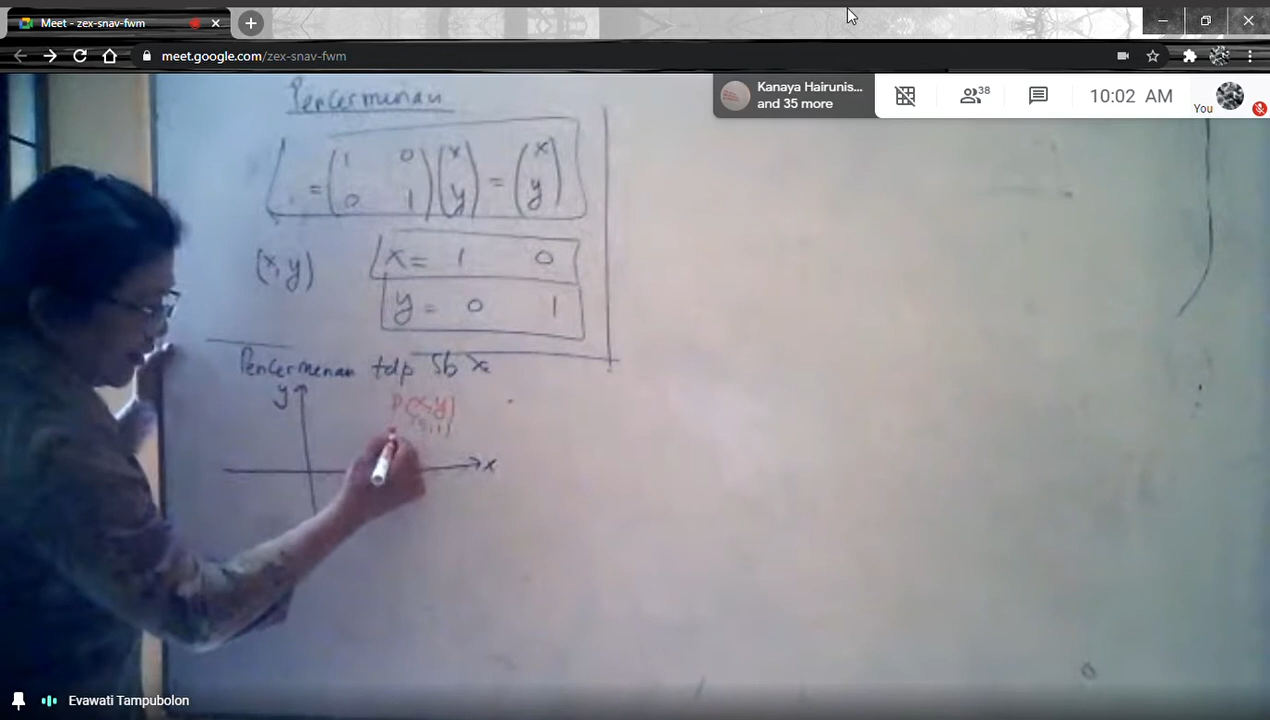 Meet - zex-snav-fwm
meet.google.com/zex-snav-fwm
Kanaya Hairunis...
and 35 more
38
10:02 AM
You
Pencerminan
= (1 0) (x) = (x)
(0 1) (y) (y)
(x, y)
x = 1 0
y = 0 1
Pencerminan tdp Sb x
y
P(x,y)
x
Evawati Tampubolon